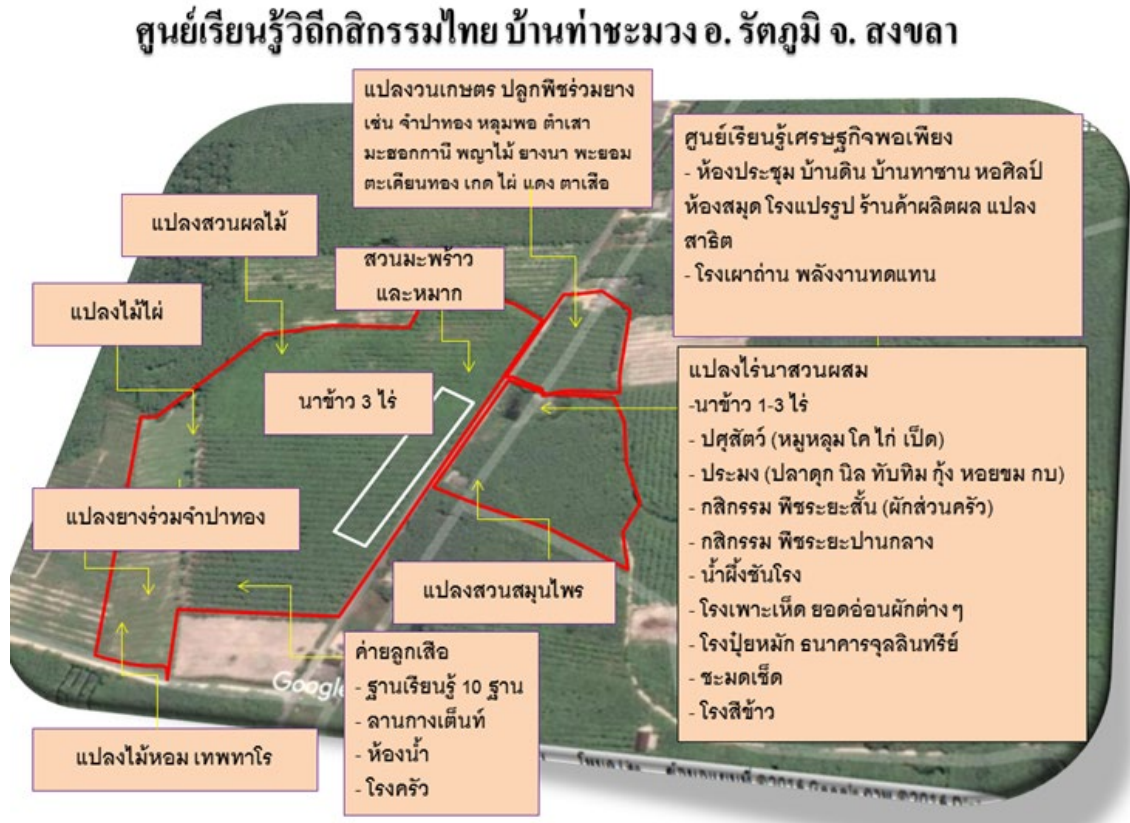 ศูนย์เรียนรู้วิถีกสิกรรมไทย บ้านท่าชะมวง อ. รัตภูมิ จ. สงขลา
แปลงวนเกษตร ปลูกพืชร่วมยาง
เช่น จำปาทอง หลุมพอ ตำเสา
มะฮอกกานี พญาไม้ ยางนา พะยอม
ตะเคียนทอง เกด ไผ่ แดง ตาเสือ
ศูนย์เรียนรู้เศรษฐกิจพอเพียง
- ห้องประชุม บ้านดิน บ้านทาซาน หอศิลป์
ห้องสมุด โรงแปรรูป ร้านค้าผลิตผล แปลง
สาธิต
- โรงเผาถ่าน พลังงานทดแทน
แปลงสวนผลไม้
สวนมะพร้าว
และหมาก
แปลงไม้ไผ่
นาข้าว 3 ไร่
แปลงไร่นาสวนผสม
-นาข้าว 1-3 ไร่
- ปศุสัตว์ (หมูหลุม โค ไก่ เป็ด)
- ประมง (ปลาดุก นิล ทับทิม กุ้ง หอยขม กบ)
- กสิกรรม พืชระยะสั้น (ผักส่วนครัว)
- กสิกรรม พืชระยะปานกลาง
- น้ำผึ้งชันโรง
- โรงเพาะเห็ด ยอดอ่อนผักต่าง ๆ
- โรงปุ๋ยหมัก ธนาคารจุลลินทรีย์
- ชะมดเช็ด
- โรงสีข้าว
แปลงยางร่วมจำปาทอง
แปลงสวนสมุนไพร
ค่ายลูกเสือ
- ฐานเรียนรู้ 10 ฐาน
- ลานกางเต็นท์
- ห้องน้ำ
- โรงครัว
แปลงไม้หอม เทพทาโร
Google